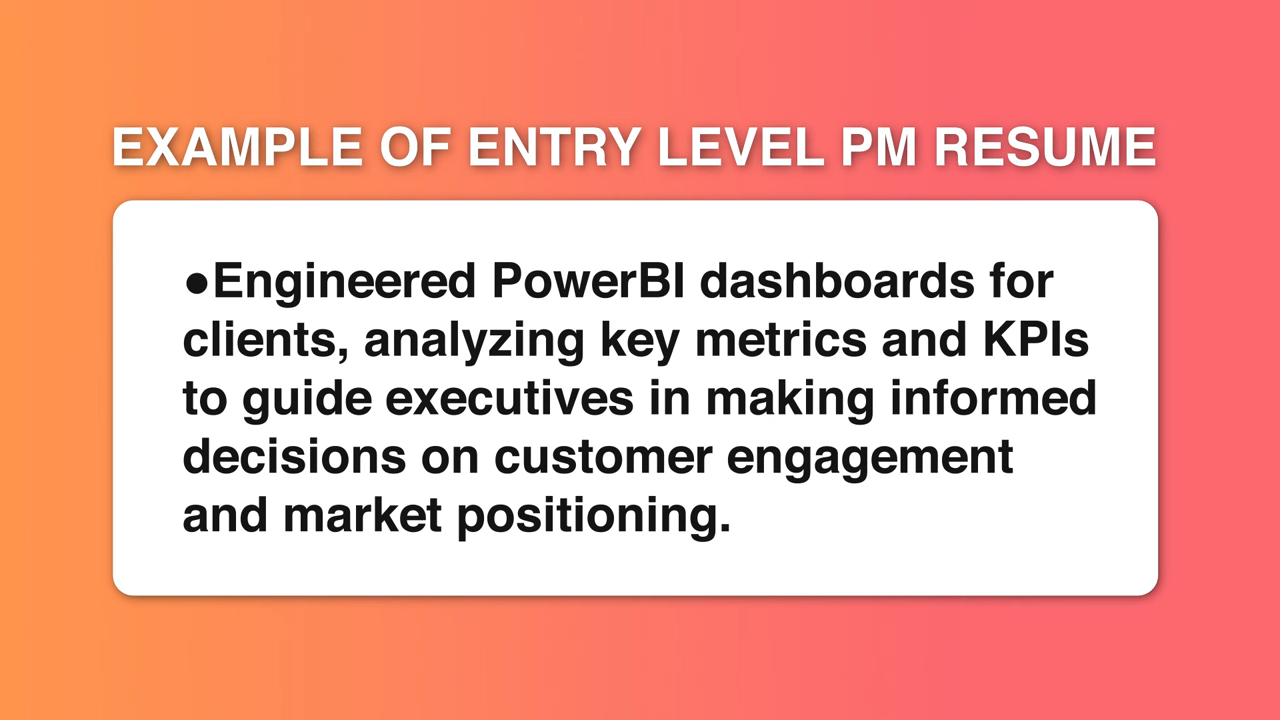 EXAMPLE OF ENTRY LEVEL PM RESUME
●Engineered PowerBI dashboards for
clients, analyzing key metrics and KPIs
to guide executives in making informed
decisions on customer engagement
and market positioning.